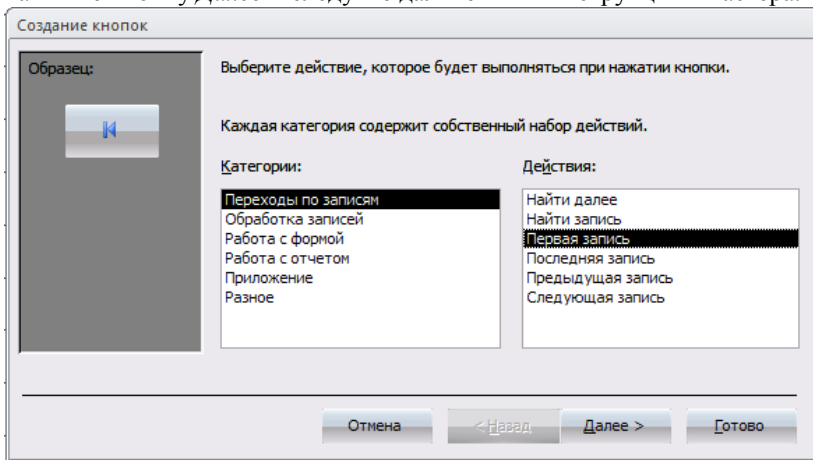 Создание кнопок
Образец:
Выберите действие, которое будет выполняться при нажатии кнопки.
Каждая категория содержит собственный набор действий.
Категории:
Действия:
Переходы по записям
Обработка записей
Работа с формой
Работа с отчетом
Приложение
Разное
Найти далее
Найти запись
Первая запись
Последняя запись
Предыдущая запись
Следующая запись
Отмена
< Назад
Далее >
Готово